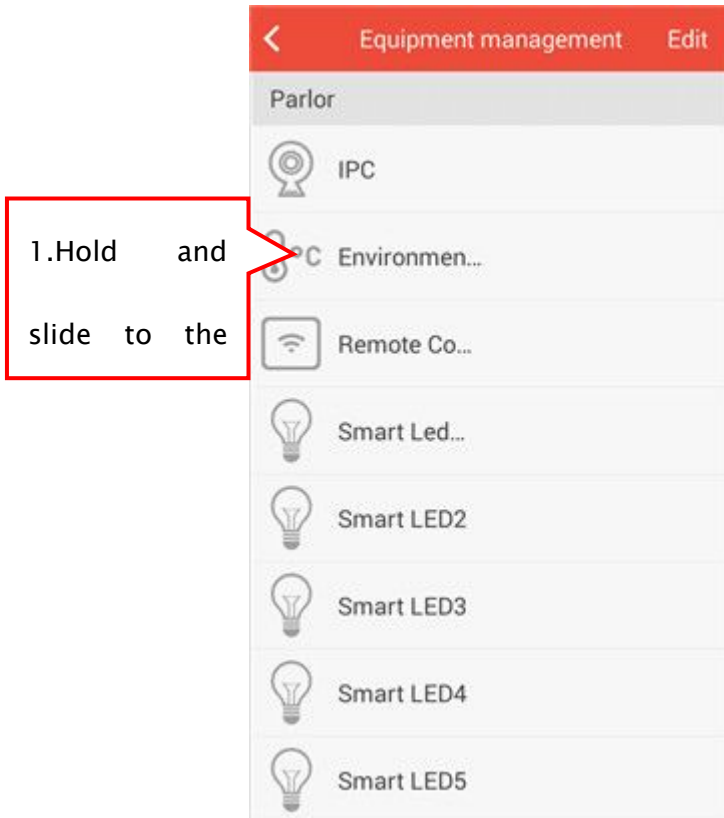 Equipment management Edit
Parlor
IPC
1.Hold and
slide to the
°C Environmen...
Remote Co...
Smart Led...
Smart LED2
Smart LED3
Smart LED4
Smart LED5